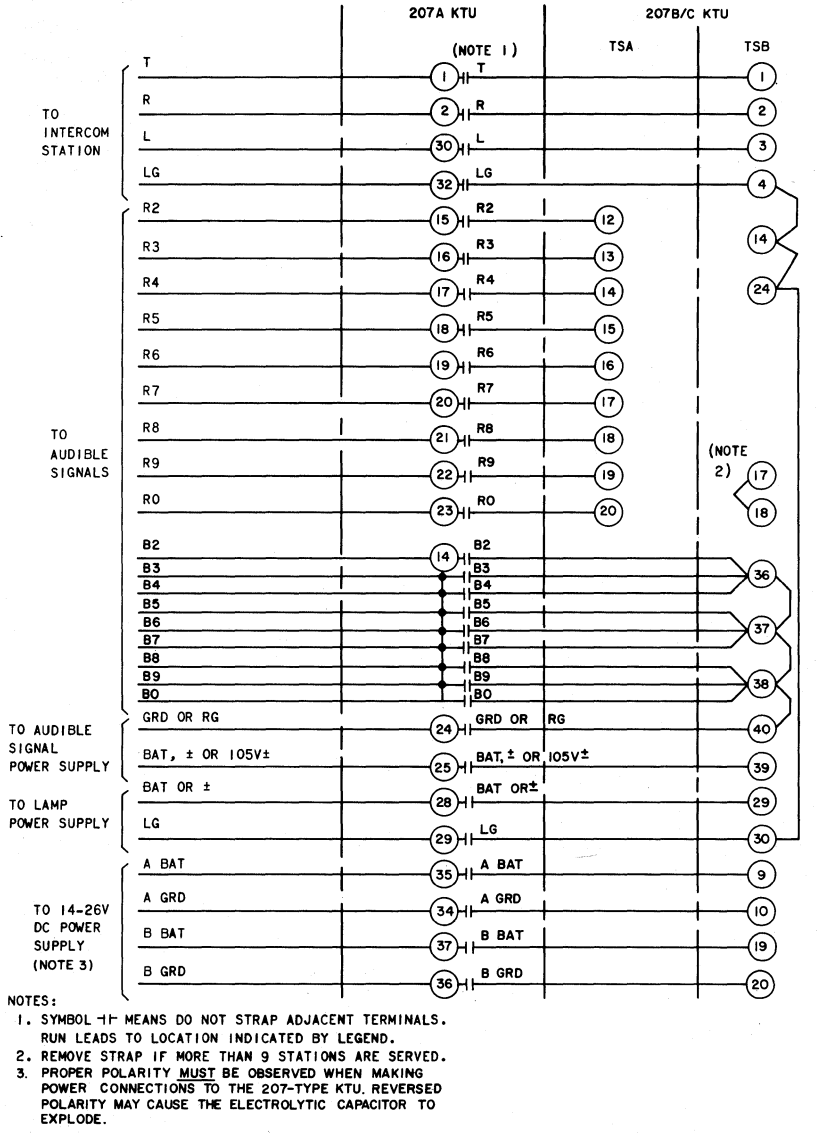 207A KTU 207B/C KTU
(NOTE 1) TSA TSB
TO
INTERCOM
STATION
T 1 T 1
R 2 R 2
L 30 L 3
LG 32 LG 4
TO
AUDIBLE
SIGNALS
R2 15 R2 12 14
R3 16 R3 13
R4 17 R4 14 24
R5 18 R5 15
R6 19 R6 16
R7 20 R7 17
R8 21 R8 18
(NOTE
2)
R9 22 R9 19 17
RO 23 RO 20 18
B2 14 B2
B3 B3 36
B4 B4
B5 B5
B6 B6 37
B7 B7
B8 B8
B9 B9 38
BO BO
TO AUDIBLE
SIGNAL
POWER SUPPLY
GRD OR RG 24 GRD OR RG 40
BAT, ± OR 105V± 25 BAT, ± OR 105V± 39
TO LAMP
POWER SUPPLY
BAT OR ± 28 BAT OR ± 29
LG 29 LG 30
TO 14-26V
DC POWER
SUPPLY
(NOTE 3)
A BAT 35 A BAT 9
A GRD 34 A GRD 10
B BAT 37 B BAT 19
B GRD 36 B GRD 20
NOTES:
1. SYMBOL ⊣⊢ MEANS DO NOT STRAP ADJACENT TERMINALS.
RUN LEADS TO LOCATION INDICATED BY LEGEND.
2. REMOVE STRAP IF MORE THAN 9 STATIONS ARE SERVED.
3. PROPER POLARITY MUST BE OBSERVED WHEN MAKING
POWER CONNECTIONS TO THE 207-TYPE KTU. REVERSED
POLARITY MAY CAUSE THE ELECTROLYTIC CAPACITOR TO
EXPLODE.